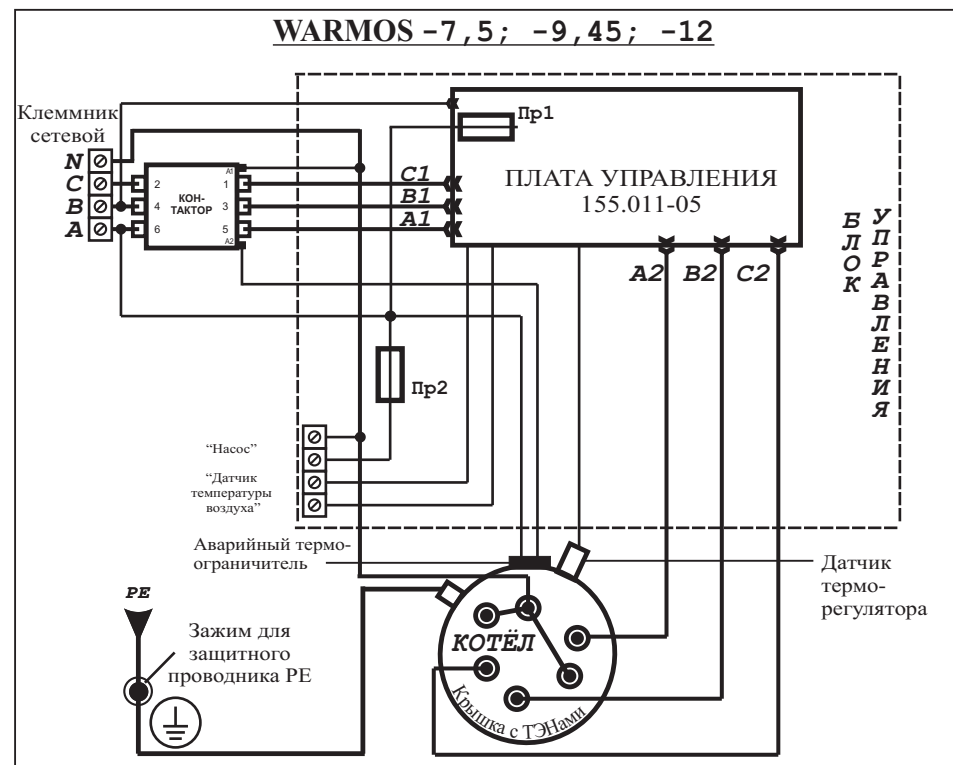 WARMOS -7,5; -9,45; -12
Клеммник
сетевой
N
C
B
A
2
4
6
КОН-
ТАКТОР
A1
1
3
5
A2
C1
B1
A1
Пр1
ПЛАТА УПРАВЛЕНИЯ
155.011-05
A2
B2
C2
БЛОК
УПРАВЛЕНИЯ
Пр2
“Насос”
“Датчик
температуры
воздуха”
Аварийный термо-
ограничитель
Датчик
термо-
регулятора
PE
Зажим для
защитного
проводника PE
КОТЁЛ
Крышка с ТЭНами